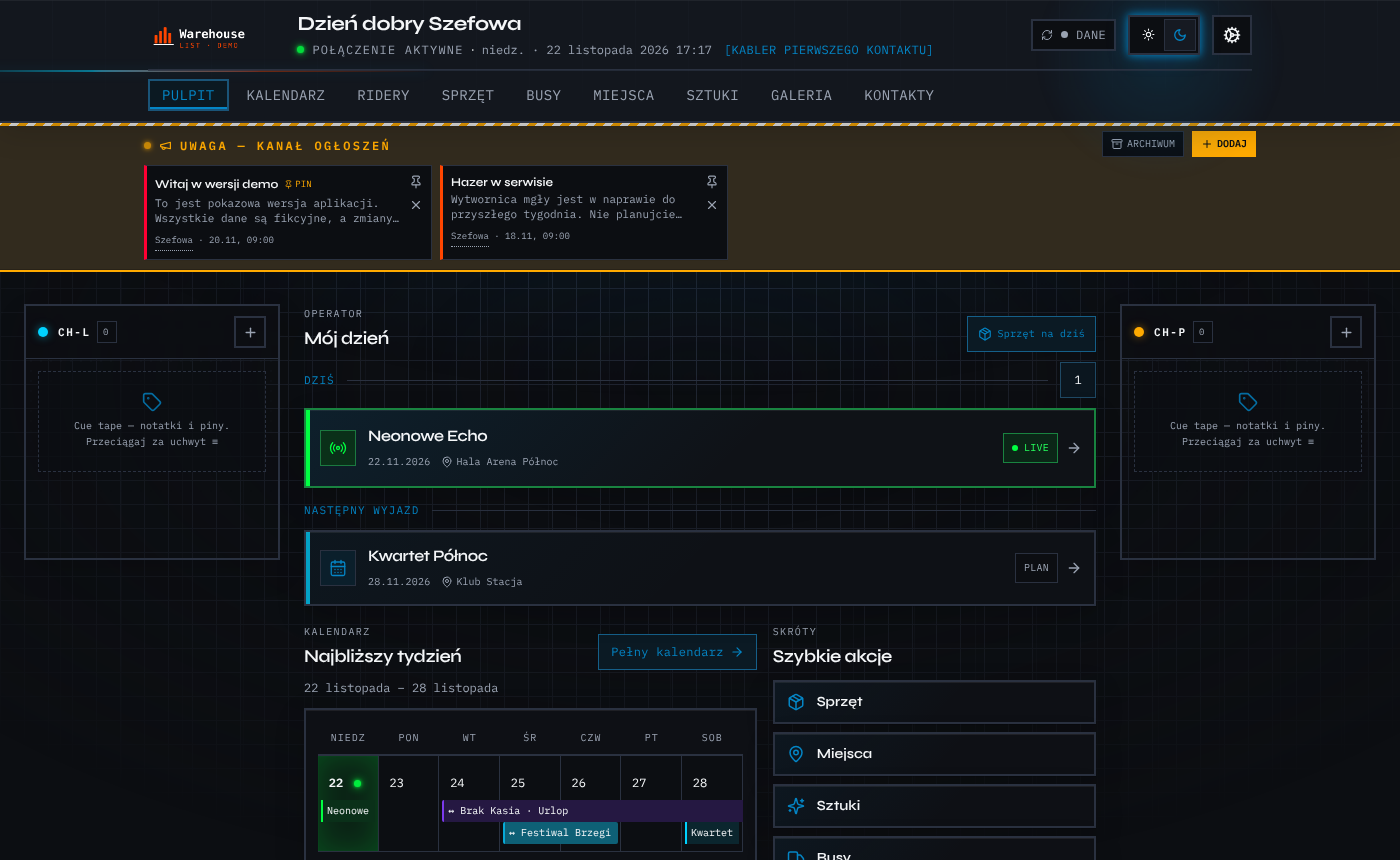 Warehouse
LIST · DEMO
Dzień dobry Szefowa
POŁĄCZENIE AKTYWNE · niedz. · 22 listopada 2026 17:17 [KABLER PIERWSZEGO KONTAKTU]
DANE
PULPIT KALENDARZ RIDERY SPRZĘT BUSY MIEJSCA SZTUKI GALERIA KONTAKTY
UWAGA — KANAŁ OGŁOSZEŃ
ARCHIWUM
DODAJ
Witaj w wersji demo PIN
To jest pokazowa wersja aplikacji.
Wszystkie dane są fikcyjne, a zmiany…
Szefowa · 20.11, 09:00
Hazer w serwisie
Wytwornica mgły jest w naprawie do
przyszłego tygodnia. Nie planujcie…
Szefowa · 18.11, 09:00
CH-L 0
Cue tape — notatki i piny.
Przeciągaj za uchwyt ≡
OPERATOR
Mój dzień
Sprzęt na dziś
DZIŚ
1
Neonowe Echo
22.11.2026 Hala Arena Północ
LIVE
NASTĘPNY WYJAZD
Kwartet Północ
28.11.2026 Klub Stacja
PLAN
CH-P 0
Cue tape — notatki i piny.
Przeciągaj za uchwyt ≡
KALENDARZ
Najbliższy tydzień
Pełny kalendarz
22 listopada – 28 listopada
NIEDZ PON WT ŚR CZW PT SOB
22 23 24 25 26 27 28
Neonowe
↔ Brak Kasia · Urlop
↔ Festiwal Brzegi
Kwartet
SKRÓTY
Szybkie akcje
Sprzęt
Miejsca
Sztuki
Busy